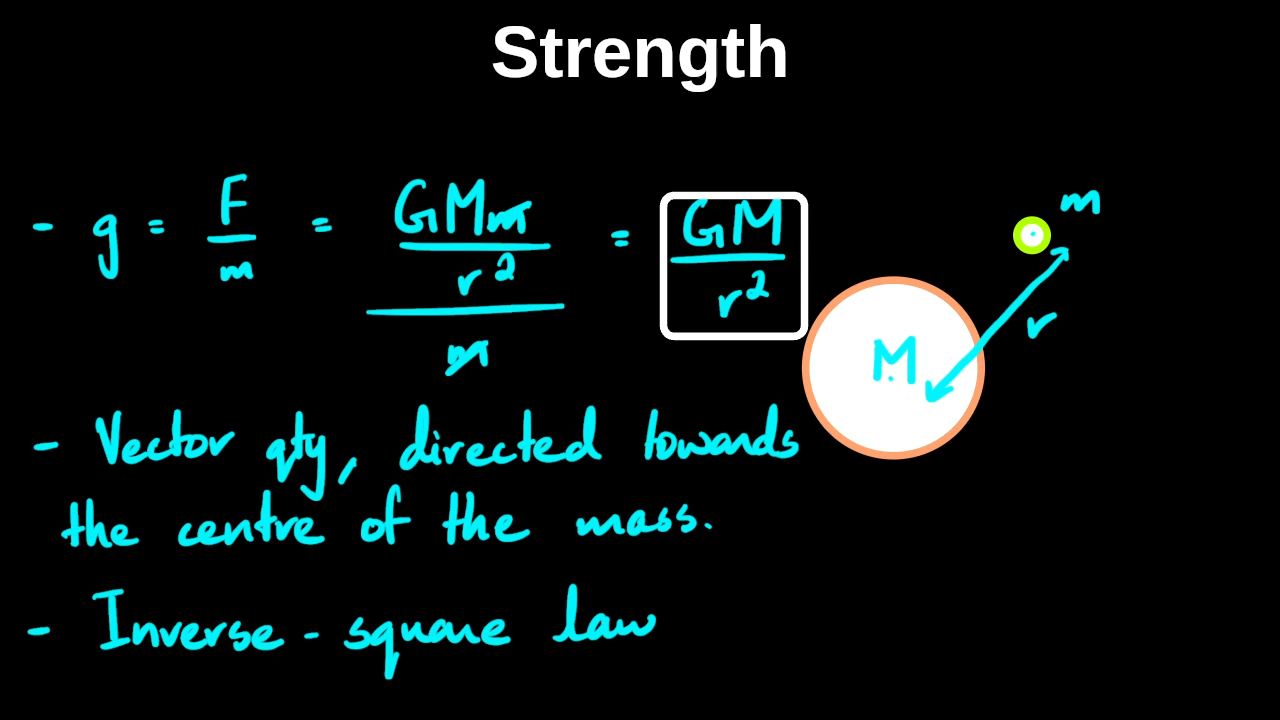 Strength
- g = F/m = (GMm/r²)/m = GM/r²
m
r
M
- Vector qty, directed towards
the centre of the mass.
- Inverse-square law